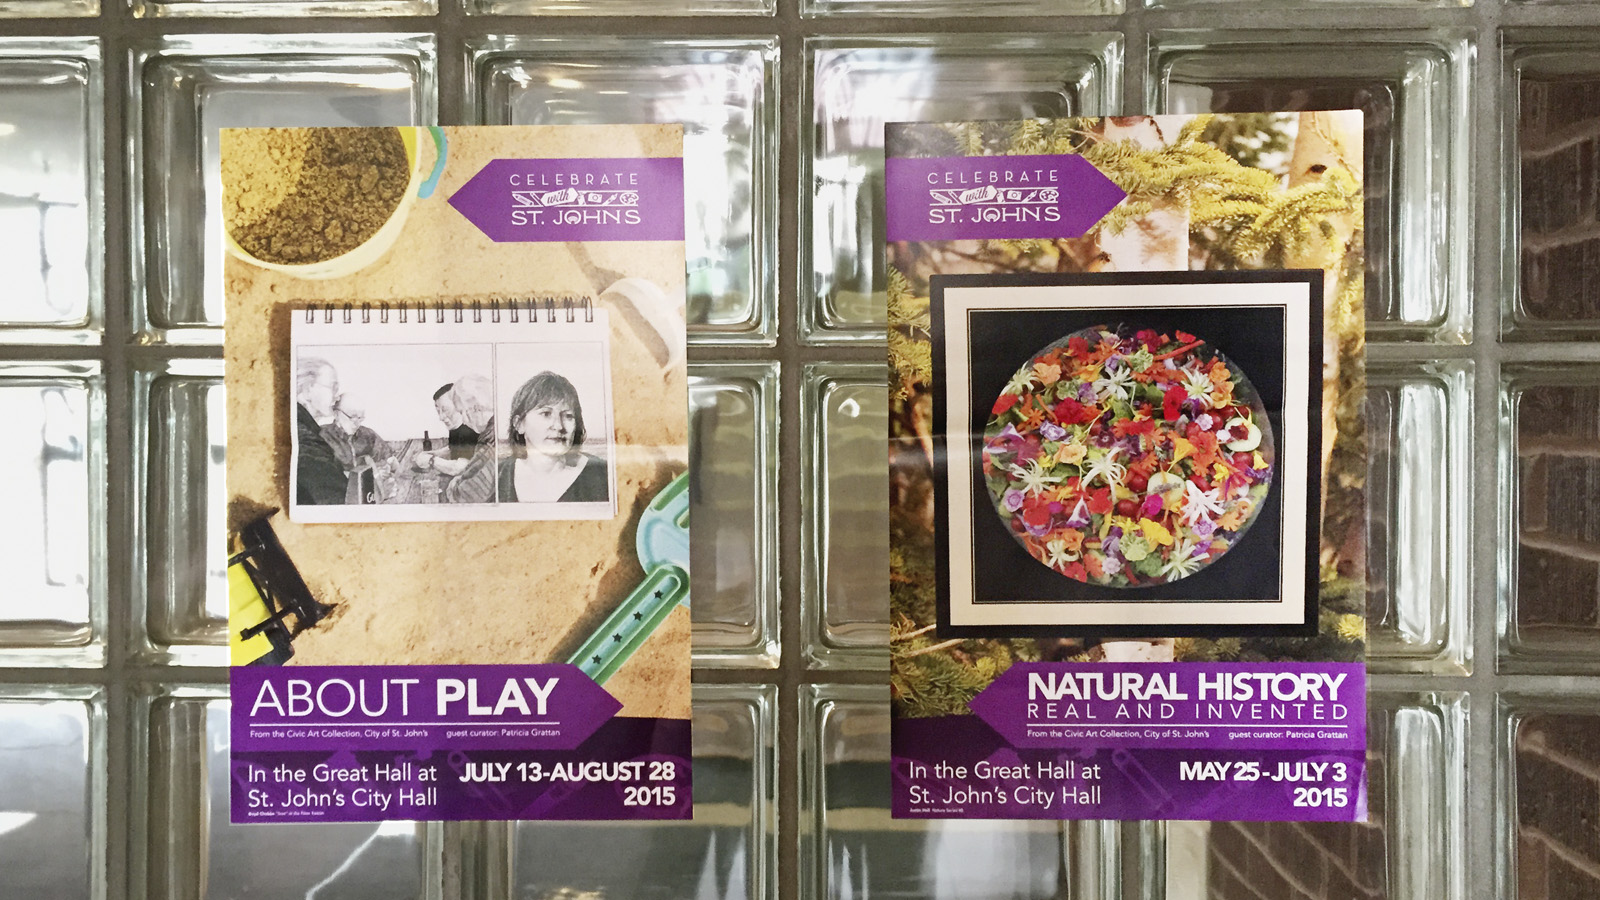 CELEBRATE
with
ST. JOHN'S
ABOUT PLAY
From the Civic Art Collection, City of St. John's guest curator: Patricia Grattan
In the Great Hall at
St. John's City Hall
JULY 13-AUGUST 28
2015
CELEBRATE
with
ST. JOHN'S
NATURAL HISTORY
REAL AND INVENTED
From the Civic Art Collection, City of St. John's guest curator: Patricia Grattan
In the Great Hall at
St. John's City Hall
MAY 25-JULY 3
2015